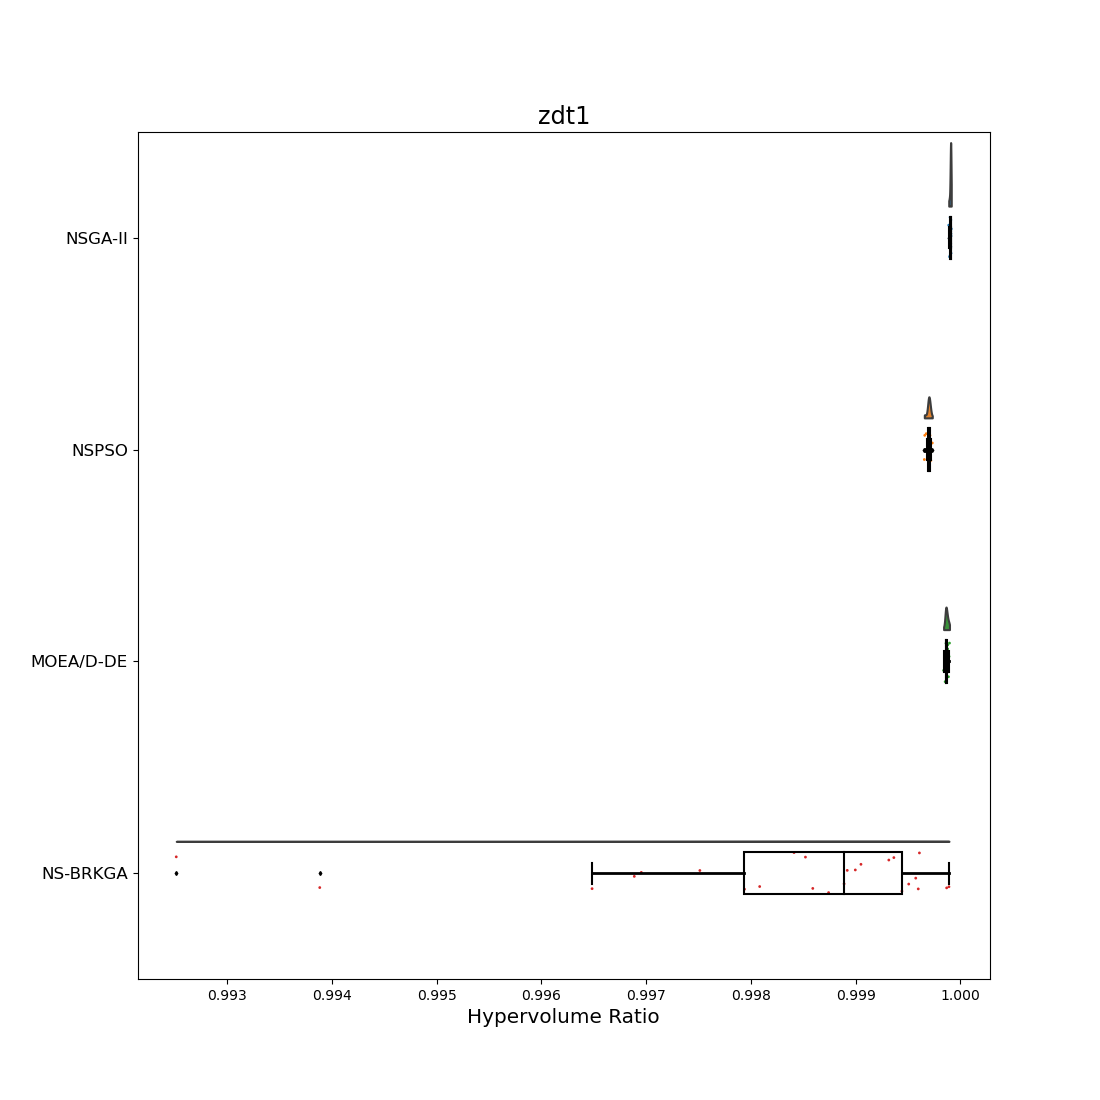 zdt1
NSGA-II
NSPSO
MOEA/D-DE
NS-BRKGA
0.993 0.994 0.995 0.996 0.997 0.998 0.999 1.000
Hypervolume Ratio